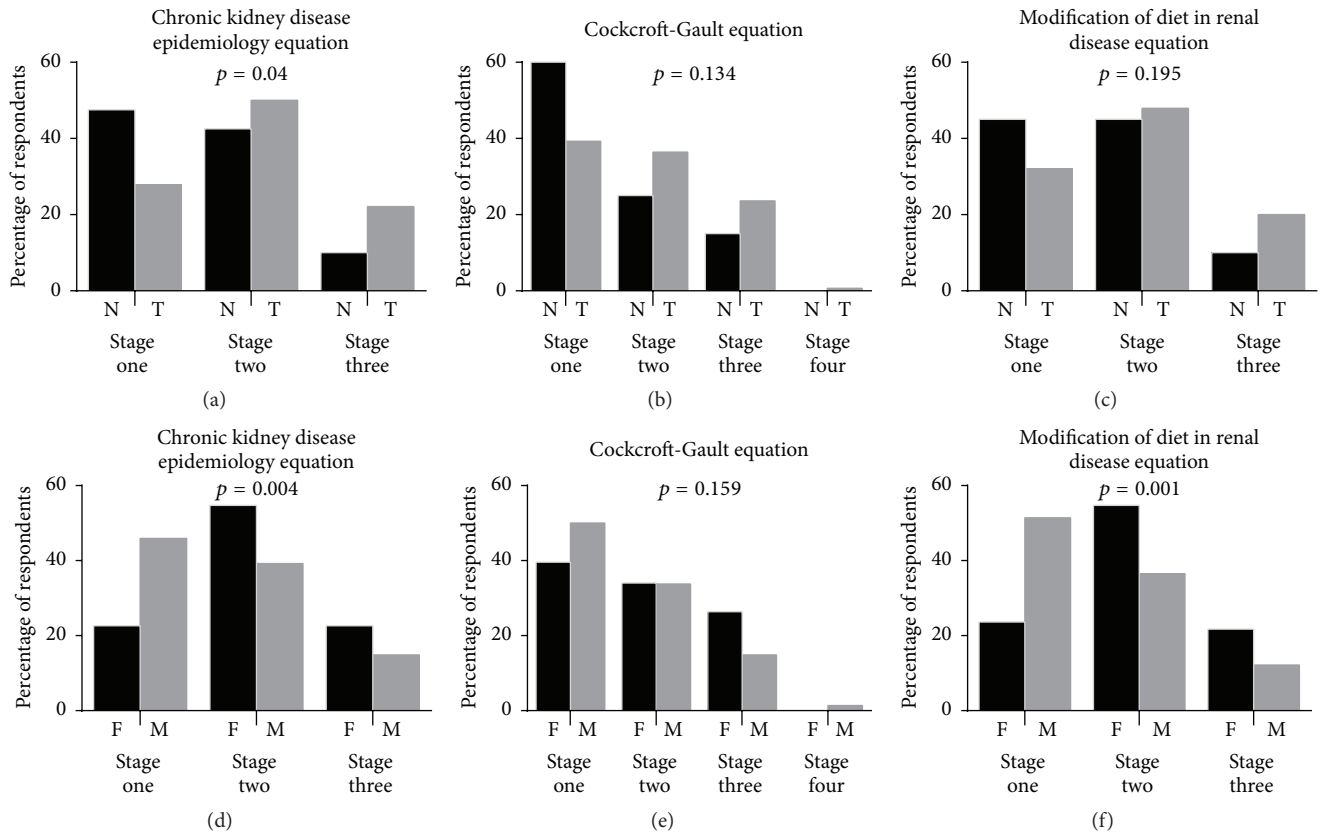 Chronic kidney disease
epidemiology equation
p = 0.04
Percentage of respondents
60
40
20
0
N T N T N T
Stage one
Stage two
Stage three
(a)
Cockcroft-Gault equation
p = 0.134
Percentage of respondents
60
40
20
0
N T N T N T N T
Stage one
Stage two
Stage three
Stage four
(b)
Modification of diet in renal
disease equation
p = 0.195
Percentage of respondents
60
40
20
0
N T N T N T
Stage one
Stage two
Stage three
(c)
Chronic kidney disease
epidemiology equation
p = 0.004
Percentage of respondents
60
40
20
0
F M F M F M
Stage one
Stage two
Stage three
(d)
Cockcroft-Gault equation
p = 0.159
Percentage of respondents
60
40
20
0
F M F M F M F M
Stage one
Stage two
Stage three
Stage four
(e)
Modification of diet in renal
disease equation
p = 0.001
Percentage of respondents
60
40
20
0
F M F M F M
Stage one
Stage two
Stage three
(f)